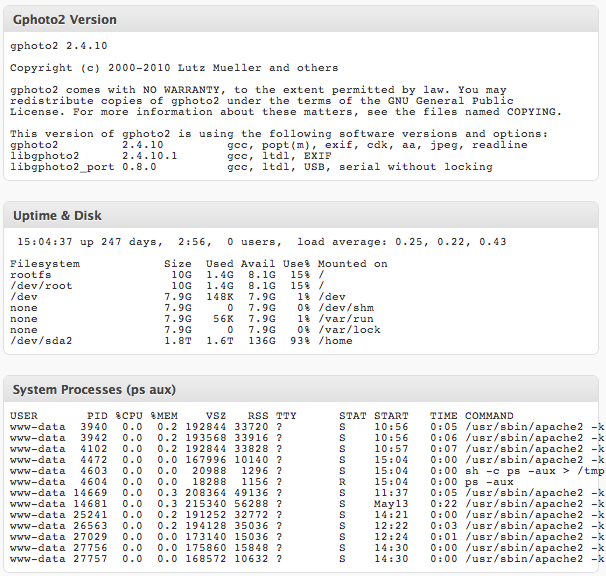 Gphoto2 Version
gphoto2 2.4.10
Copyright (c) 2000-2010 Lutz Mueller and others
gphoto2 comes with NO WARRANTY, to the extent permitted by law. You may
redistribute copies of gphoto2 under the terms of the GNU General Public
License. For more information about these matters, see the files named COPYING.
This version of gphoto2 is using the following software versions and options:
gphoto2         2.4.10         gcc, popt(m), exif, cdk, aa, jpeg, readline
libgphoto2      2.4.10.1       gcc, ltdl, EXIF
libgphoto2_port 0.8.0          gcc, ltdl, USB, serial without locking
Uptime & Disk
15:04:37 up 247 days,  2:56,  0 users,  load average: 0.25, 0.22, 0.43
Filesystem            Size  Used Avail Use% Mounted on
rootfs                 10G  1.4G  8.1G  15% /
/dev/root              10G  1.4G  8.1G  15% /
/dev                  7.9G  148K  7.9G   1% /dev
none                  7.9G     0  7.9G   0% /dev/shm
none                  7.9G   56K  7.9G   1% /var/run
none                  7.9G     0  7.9G   0% /var/lock
/dev/sda2             1.8T  1.6T  136G  93% /home
System Processes (ps aux)
USER       PID %CPU %MEM    VSZ   RSS TTY      STAT START   TIME COMMAND
www-data  3940  0.0  0.2 192844 33720 ?        S    10:56   0:05 /usr/sbin/apache2 -k
www-data  3942  0.0  0.2 193568 33916 ?        S    10:56   0:06 /usr/sbin/apache2 -k
www-data  4102  0.0  0.2 192844 33828 ?        S    10:57   0:07 /usr/sbin/apache2 -k
www-data  4472  0.0  0.0 167996 10140 ?        S    15:04   0:00 /usr/sbin/apache2 -k
www-data  4603  0.0  0.0  20988  1296 ?        S    15:04   0:00 sh -c ps -aux > /tmp
www-data  4604  0.0  0.0  18288  1156 ?        R    15:04   0:00 ps -aux
www-data 14669  0.0  0.3 208364 49136 ?        S    11:37   0:05 /usr/sbin/apache2 -k
www-data 14681  0.0  0.3 215340 56288 ?        S    May13   0:22 /usr/sbin/apache2 -k
www-data 25241  0.0  0.2 191252 32772 ?        S    14:21   0:00 /usr/sbin/apache2 -k
www-data 26563  0.0  0.2 194128 35036 ?        S    12:22   0:03 /usr/sbin/apache2 -k
www-data 27029  0.0  0.0 173140 15036 ?        S    12:24   0:01 /usr/sbin/apache2 -k
www-data 27756  0.0  0.0 175860 15848 ?        S    14:30   0:00 /usr/sbin/apache2 -k
www-data 27757  0.0  0.0 168572 10632 ?        S    14:30   0:00 /usr/sbin/apache2 -k